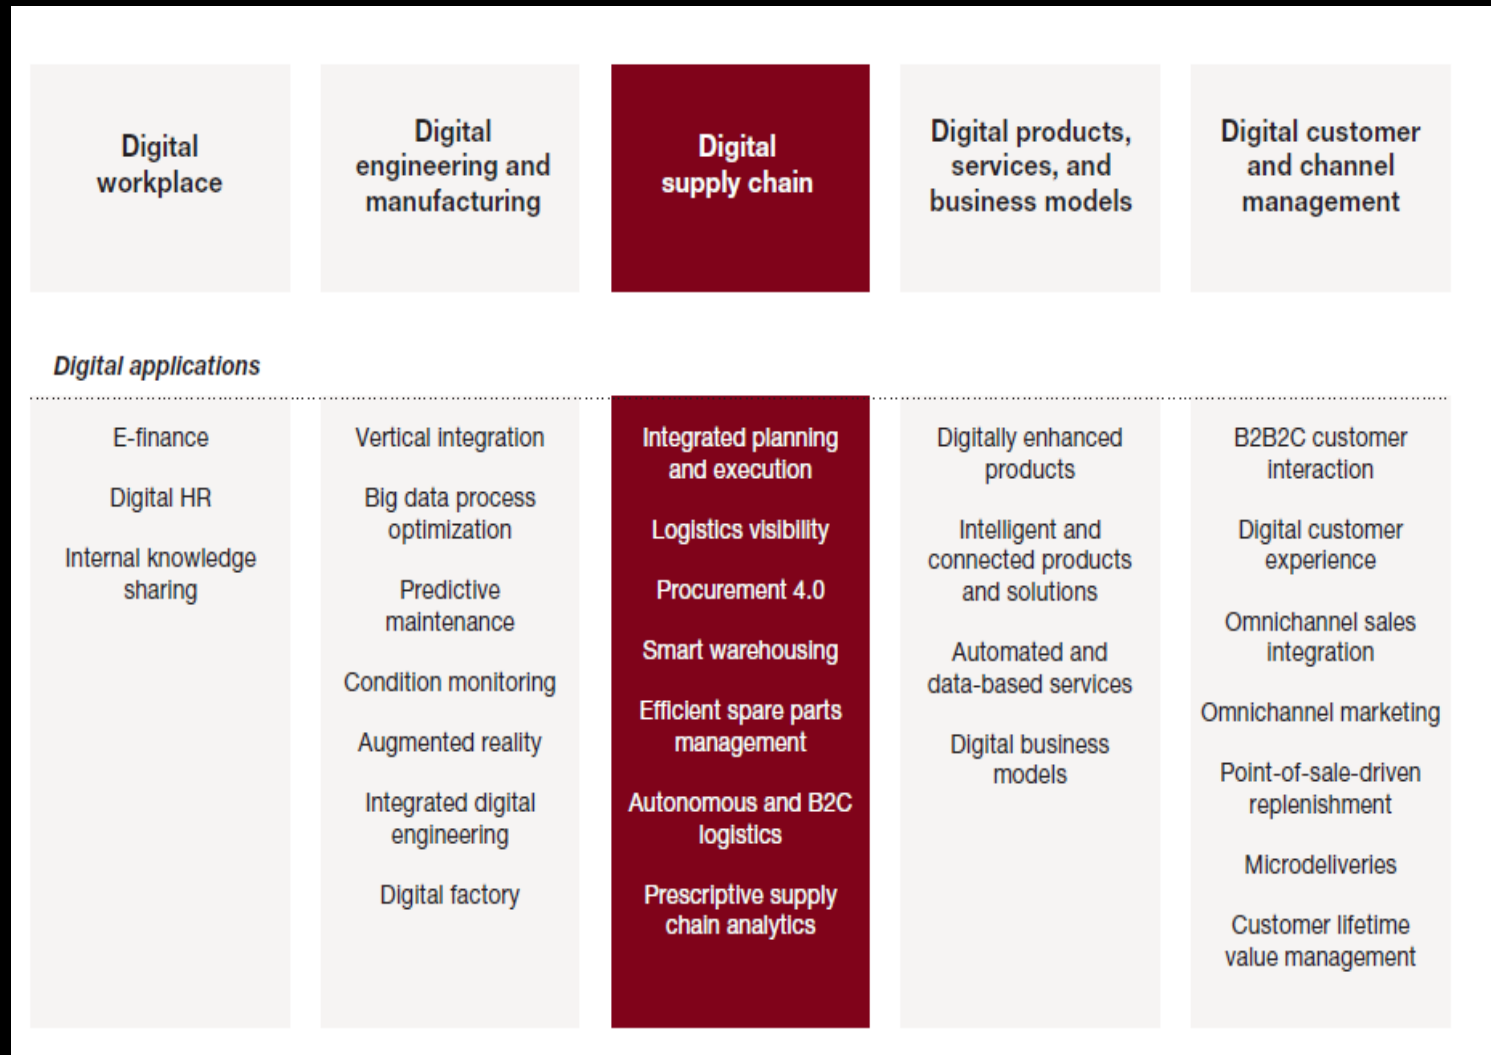 Digital
workplace
Digital
engineering and
manufacturing
Digital
supply chain
Digital products,
services, and
business models
Digital customer
and channel
management
Digital applications
E-finance
Digital HR
Internal knowledge
sharing
Vertical integration
Big data process
optimization
Predictive
maintenance
Condition monitoring
Augmented reality
Integrated digital
engineering
Digital factory
Integrated planning
and execution
Logistics visibility
Procurement 4.0
Smart warehousing
Efficient spare parts
management
Autonomous and B2C
logistics
Prescriptive supply
chain analytics
Digitally enhanced
products
Intelligent and
connected products
and solutions
Automated and
data-based services
Digital business
models
B2B2C customer
interaction
Digital customer
experience
Omnichannel sales
integration
Omnichannel marketing
Point-of-sale-driven
replenishment
Microdeliveries
Customer lifetime
value management